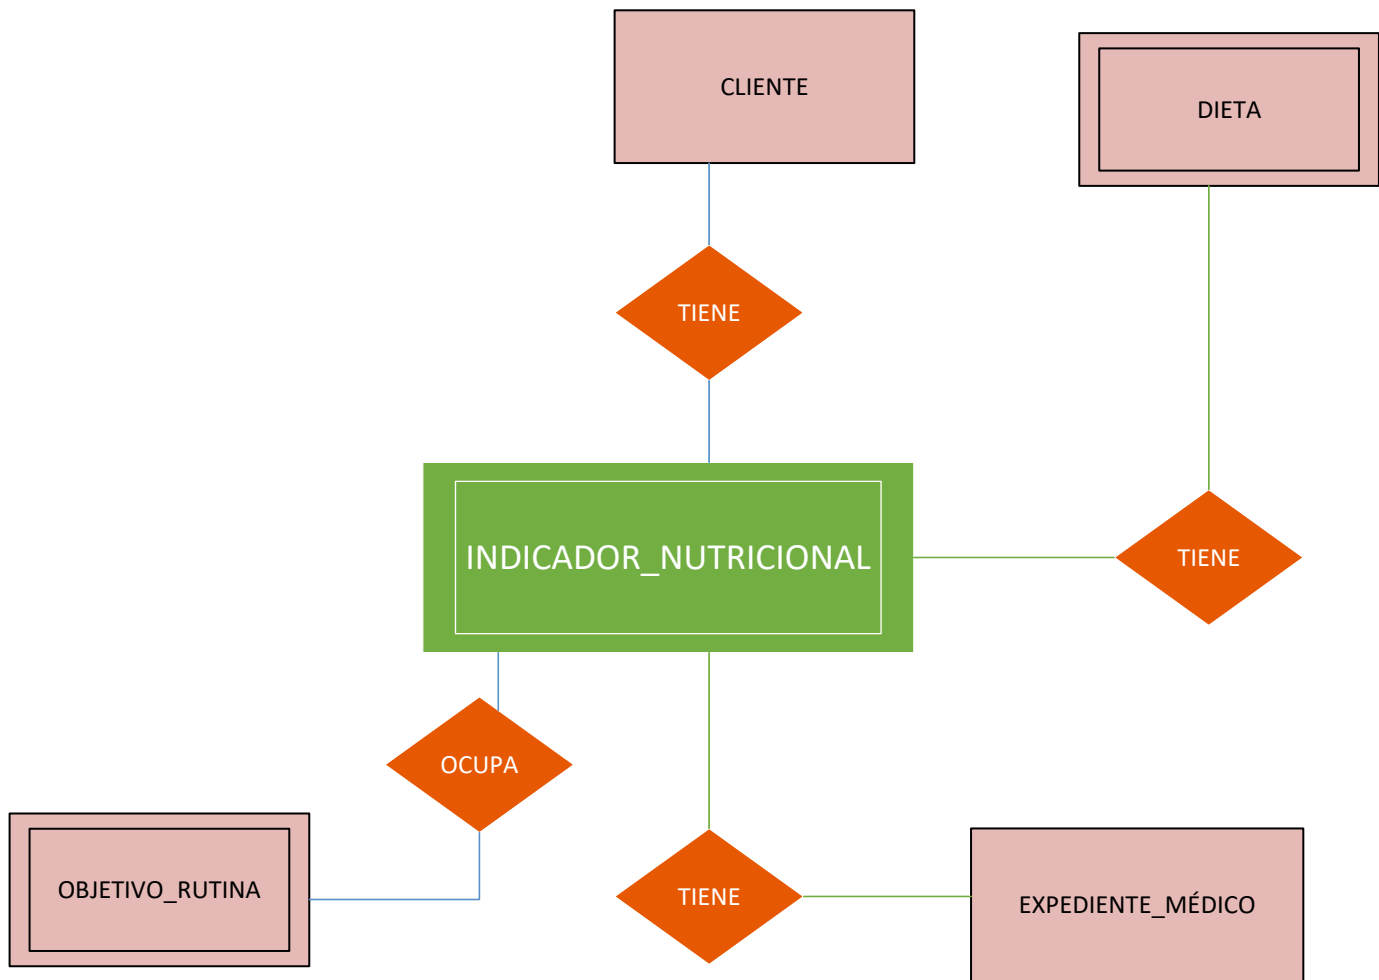 CLIENTE
DIETA
TIENE
INDICADOR_NUTRICIONAL
TIENE
OCUPA
OBJETIVO_RUTINA
TIENE
EXPEDIENTE_MÉDICO